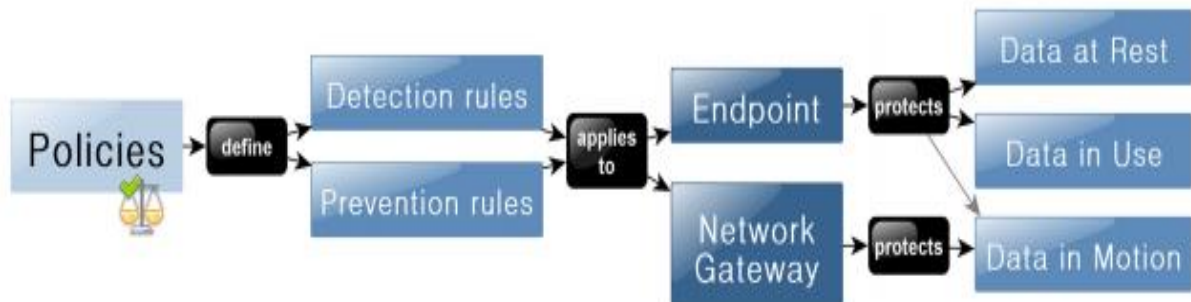 Policies
define
Detection rules
Prevention rules
applies
to
Endpoint
protects
Data at Rest
Data in Use
Network
Gateway
protects
Data in Motion